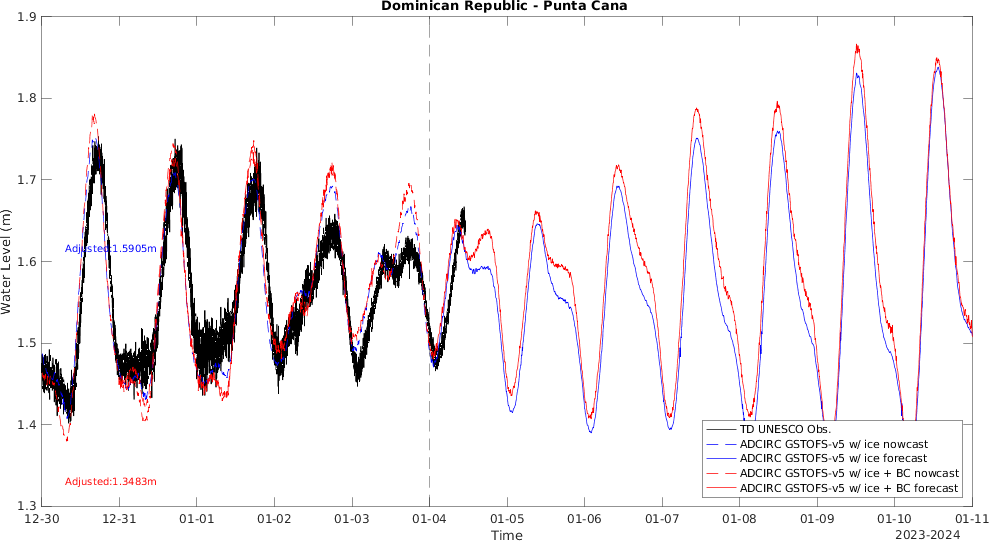 Dominican Republic - Punta Cana
1.9
1.8
1.7
1.6
1.5
1.4
1.3
Water Level (m)
Adjusted:1.5905m
Adjusted:1.3483m
TD UNESCO Obs.
ADCIRC GSTOFS-v5 w/ ice nowcast
ADCIRC GSTOFS-v5 w/ ice forecast
ADCIRC GSTOFS-v5 w/ ice + BC nowcast
ADCIRC GSTOFS-v5 w/ ice + BC forecast
12-30 12-31 01-01 01-02 01-03 01-04 01-05 01-06 01-07 01-08 01-09 01-10 01-11
Time
2023-2024